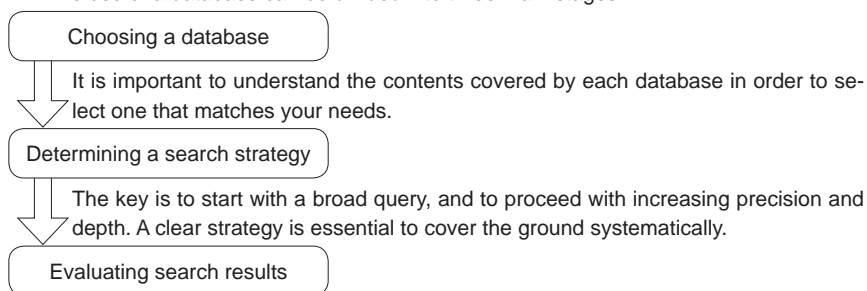 Choosing a database
It is important to understand the contents covered by each database in order to se-
lect one that matches your needs.
Determining a search strategy
The key is to start with a broad query, and to proceed with increasing precision and
depth. A clear strategy is essential to cover the ground systematically.
Evaluating search results